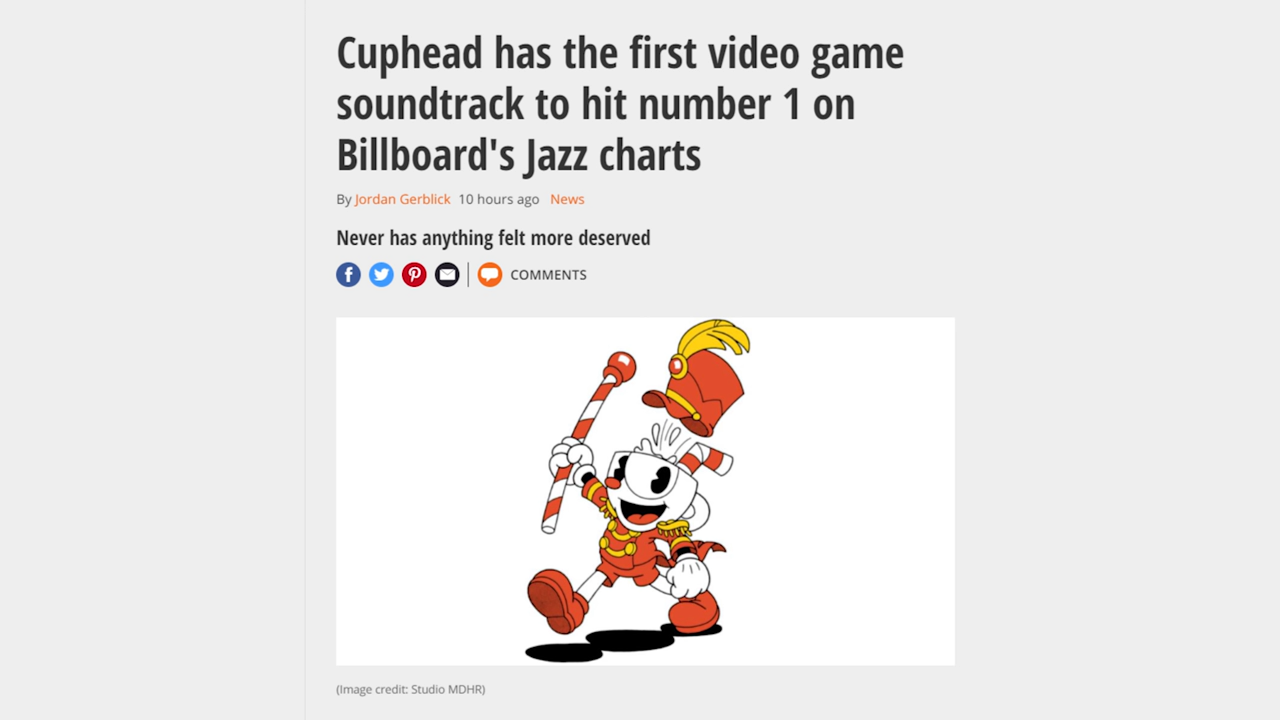 Cuphead has the first video game
soundtrack to hit number 1 on
Billboard's Jazz charts
By Jordan Gerblick 10 hours ago News
Never has anything felt more deserved
COMMENTS
(Image credit: Studio MDHR)